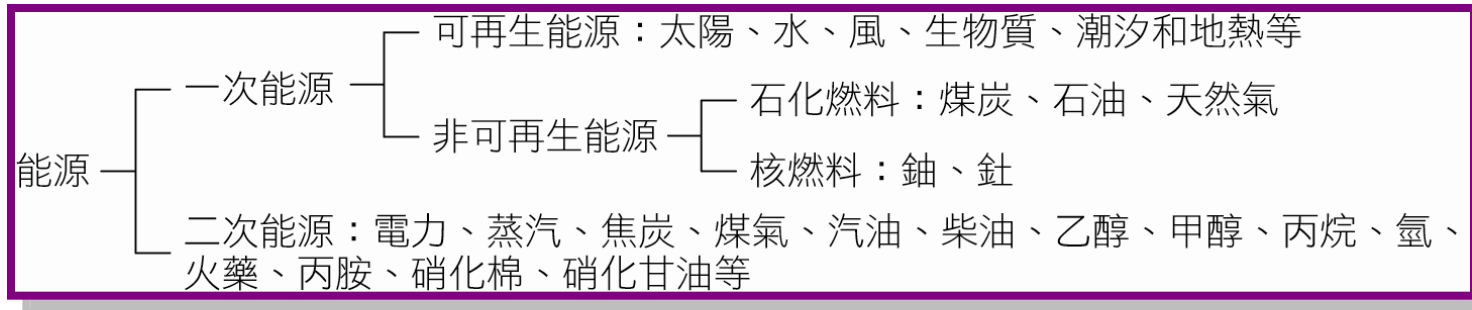 可再生能源：太陽、水、風、生物質、潮汐和地熱等
一次能源
石化燃料：煤炭、石油、天然氣
非可再生能源
能源
核燃料：鈾、釷
二次能源：電力、蒸汽、焦炭、煤氣、汽油、柴油、乙醇、甲醇、丙烷、氫、
火藥、丙胺、硝化棉、硝化甘油等